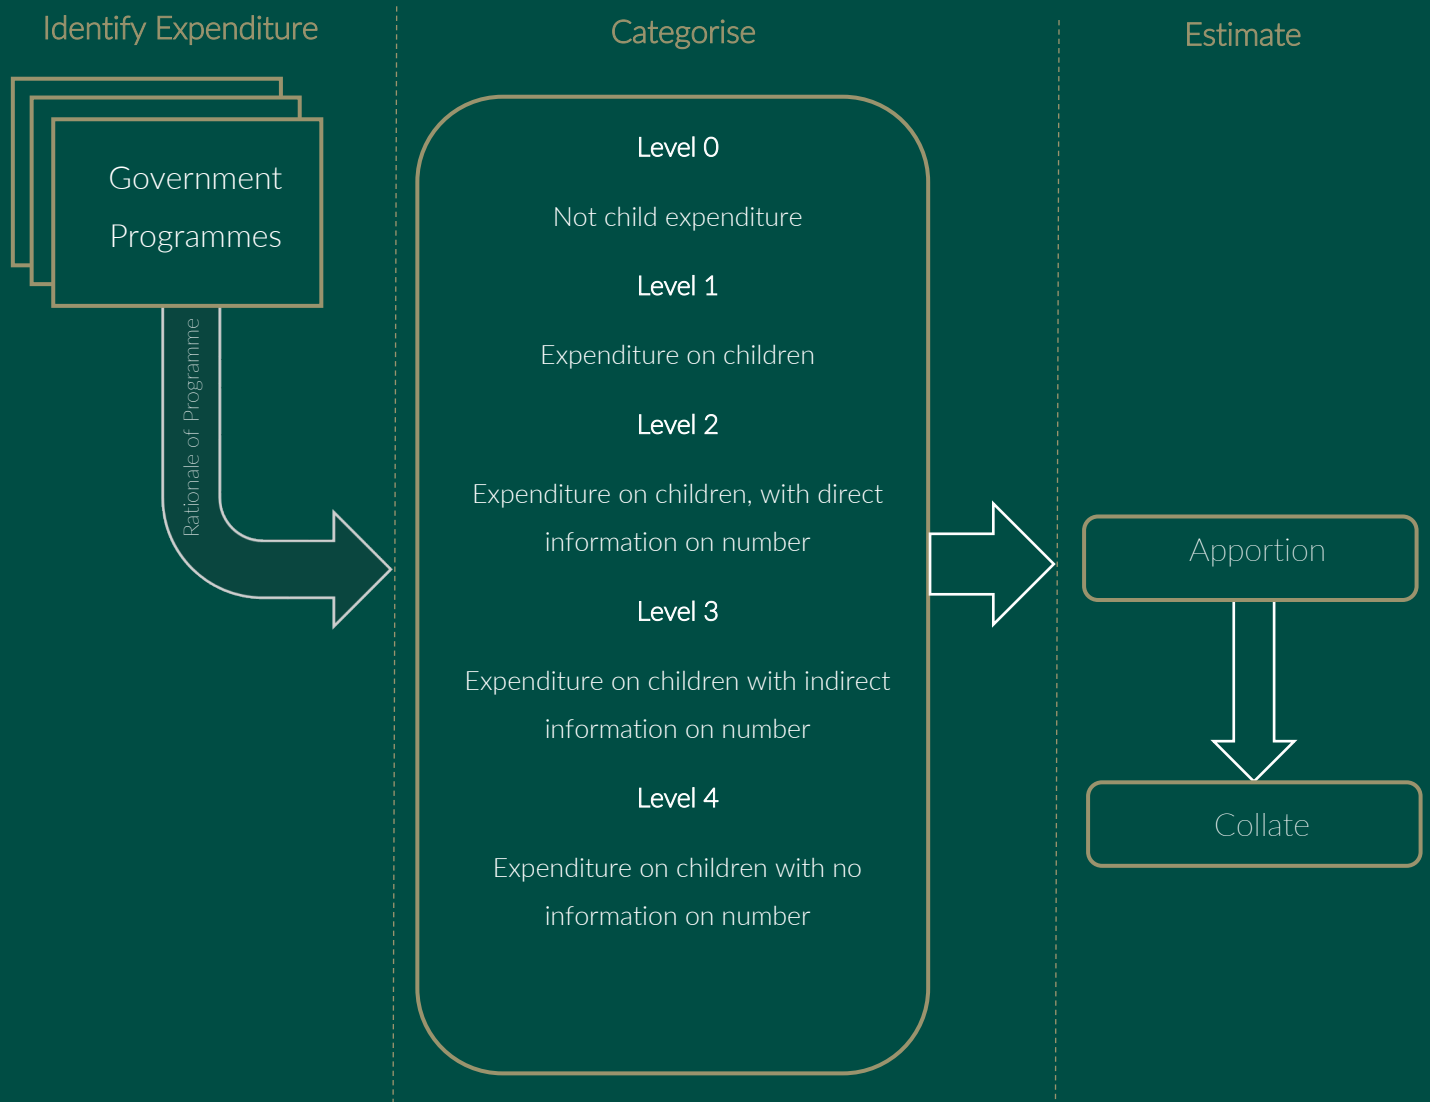 Identify Expenditure
Categorise
Estimate
Government
Programmes
Rationale of Programme
Level 0
Not child expenditure
Level 1
Expenditure on children
Level 2
Expenditure on children, with direct
information on number
Level 3
Expenditure on children with indirect
information on number
Level 4
Expenditure on children with no
information on number
Apportion
Collate